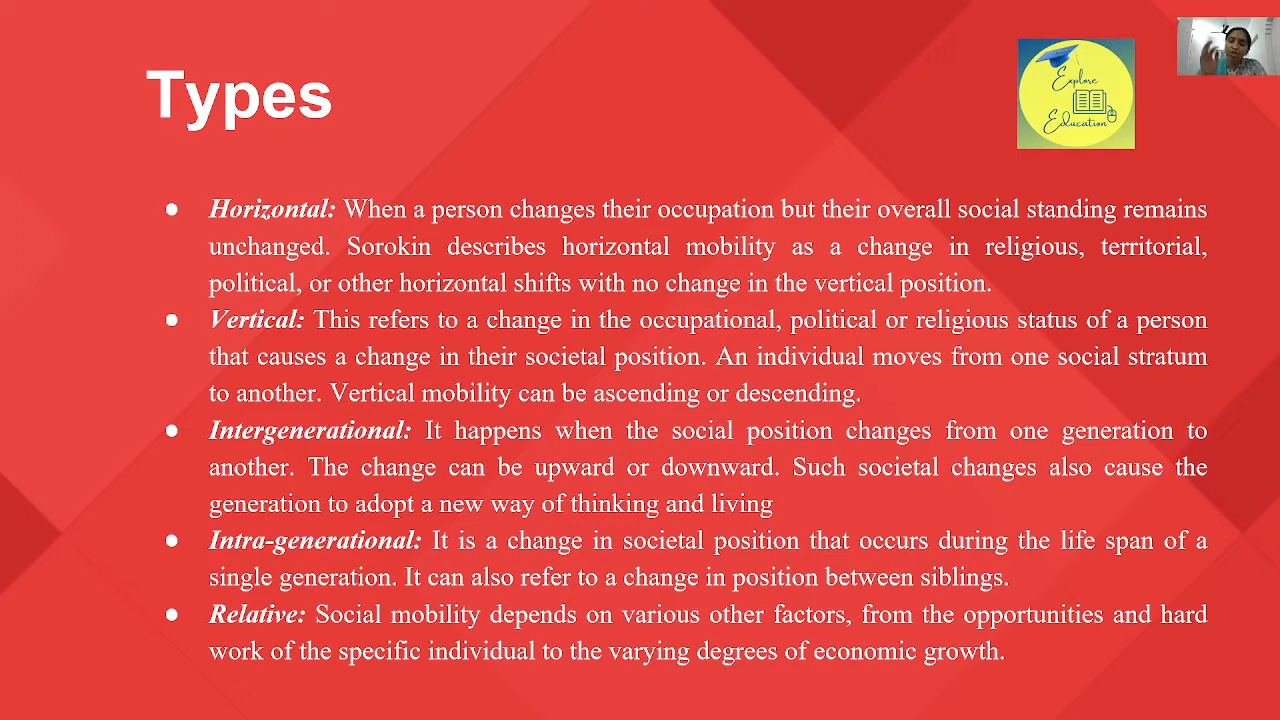 Types
Explore
Education
● Horizontal: When a person changes their occupation but their overall social standing remains
unchanged. Sorokin describes horizontal mobility as a change in religious, territorial,
political, or other horizontal shifts with no change in the vertical position.
● Vertical: This refers to a change in the occupational, political or religious status of a person
that causes a change in their societal position. An individual moves from one social stratum
to another. Vertical mobility can be ascending or descending.
● Intergenerational: It happens when the social position changes from one generation to
another. The change can be upward or downward. Such societal changes also cause the
generation to adopt a new way of thinking and living
● Intra-generational: It is a change in societal position that occurs during the life span of a
single generation. It can also refer to a change in position between siblings.
● Relative: Social mobility depends on various other factors, from the opportunities and hard
work of the specific individual to the varying degrees of economic growth.